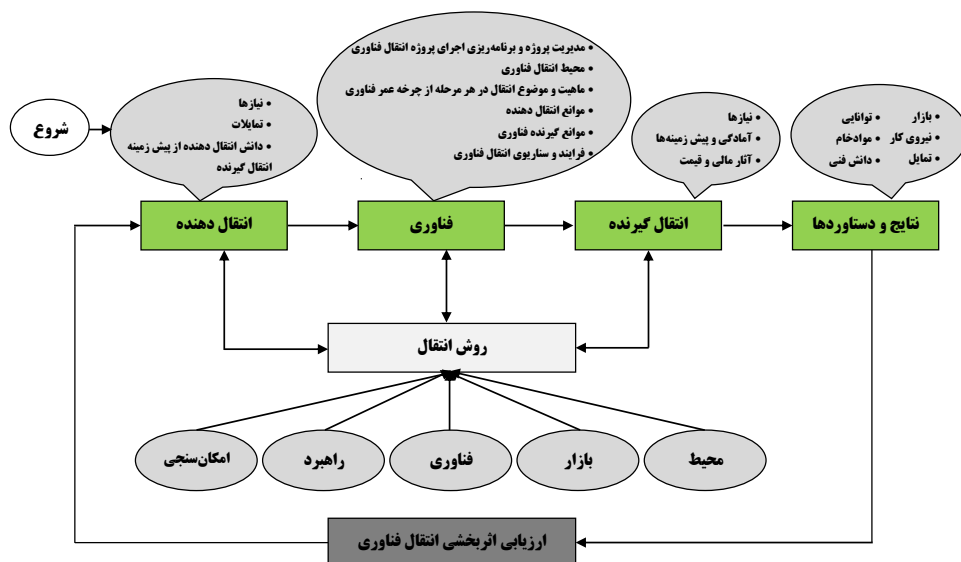 شروع
• نیازها
• تمایلات
• دانش انتقال دهنده از پیش زمینه
انتقال گیرنده
• مدیریت پروژه و برنامه‌ریزی اجرای پروژه انتقال فناوری
• محیط انتقال فناوری
• ماهیت و موضوع انتقال در هر مرحله از چرخه عمر فناوری
• موانع انتقال دهنده
• موانع گیرنده فناوری
• فرایند و سناریوی انتقال فناوری
• نیازها
• آمادگی و پیش زمینه‌ها
• آثار مالی و قیمت
• بازار
• نیروی کار
• تمایل
• توانایی
• موادخام
• دانش فنی
انتقال دهنده
فناوری
انتقال گیرنده
نتایج و دستاوردها
روش انتقال
امکان‌سنجی
راهبرد
فناوری
بازار
محیط
ارزیابی اثربخشی انتقال فناوری